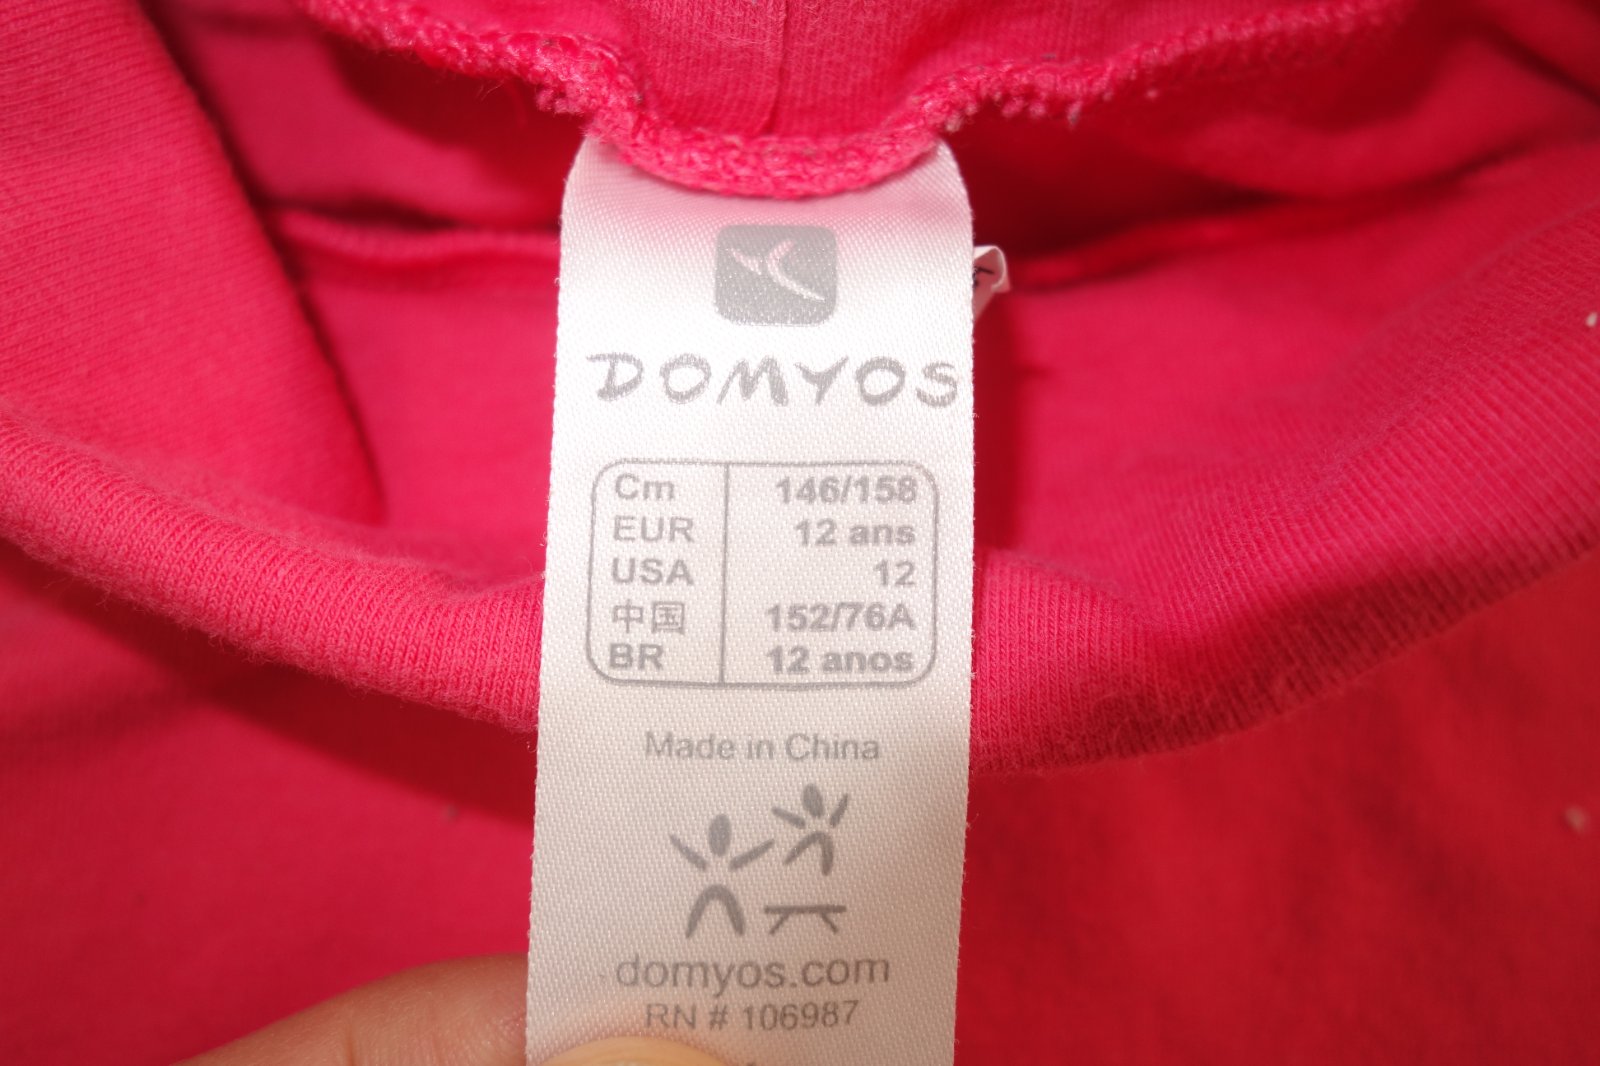 DOMYOS
Cm 146/158
EUR 12 ans
USA 12
中国 152/76A
BR 12 anos
Made in China
domyos.com
RN # 106987